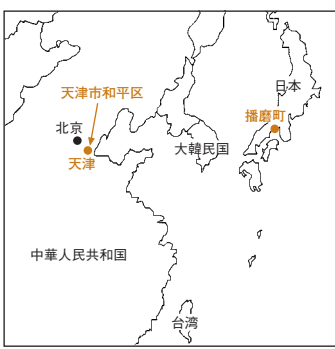 日本
天津市和平区
播磨町
北京
大韓民国
天津
中華人民共和国
台湾